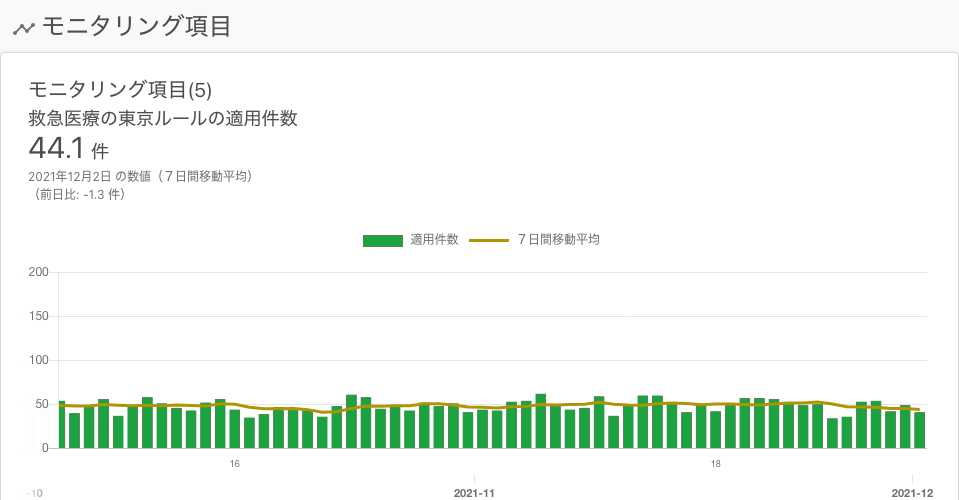 モニタリング項目
モニタリング項目(5)
救急医療の東京ルールの適用件数
44.1 件
2021年12月2日 の数値（７日間移動平均）
（前日比: -1.3 件）
適用件数 ７日間移動平均
200
150
100
50
0
16 18
-10 2021-11 2021-12